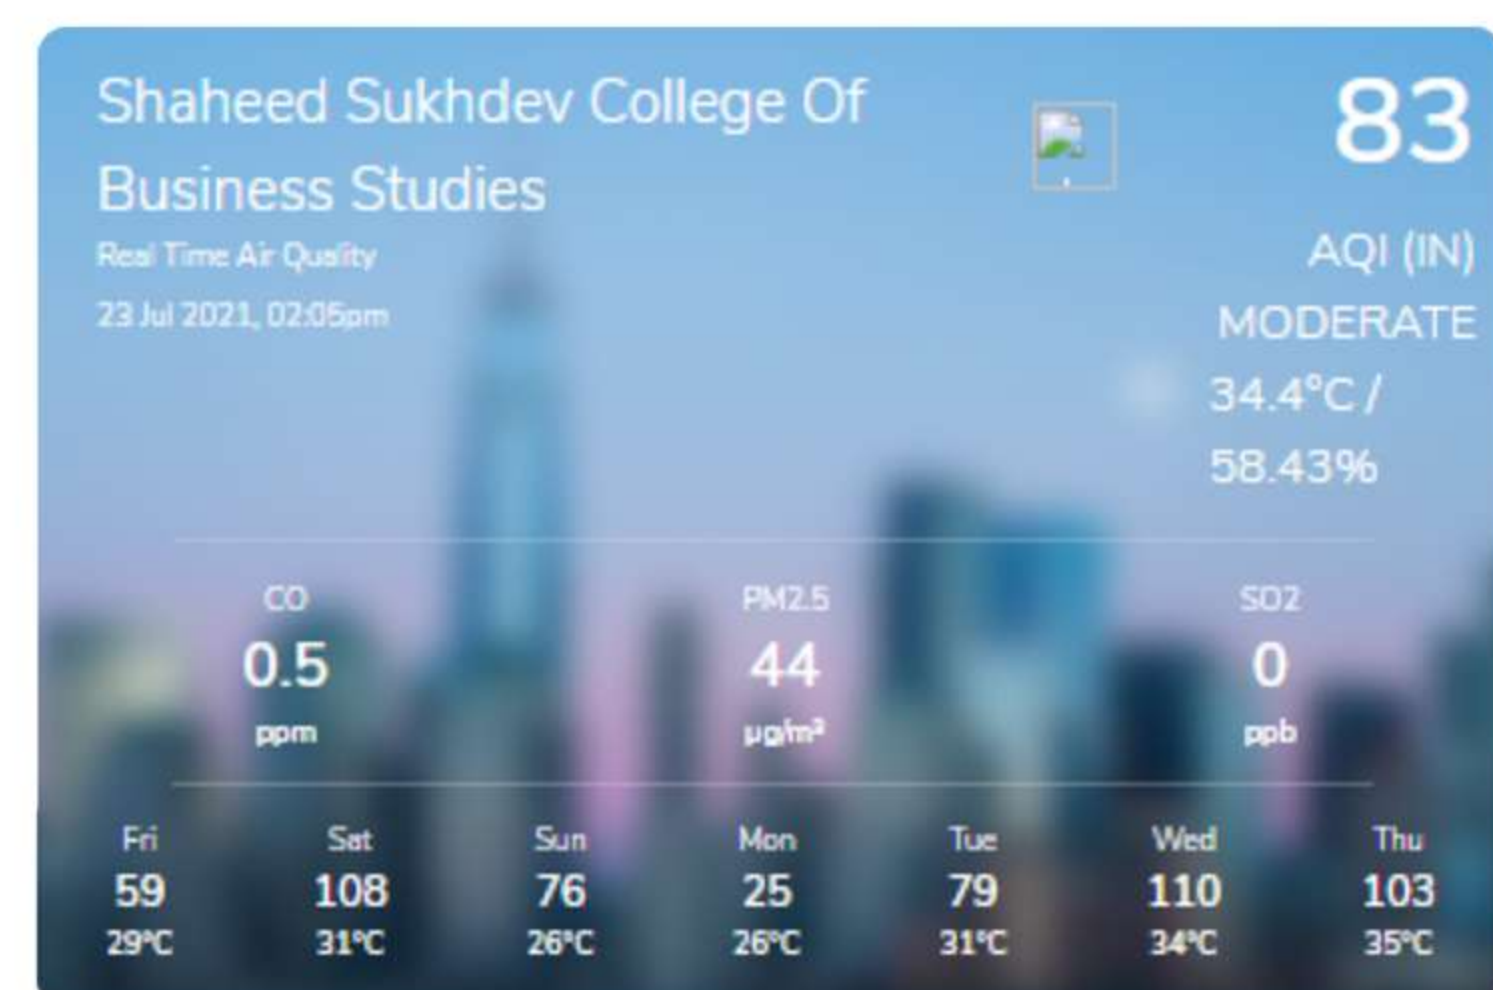 Shaheed Sukhdev College Of
Business Studies
Real Time Air Quality
23 Jul 2021, 02:05pm
83
AQI (IN)
MODERATE
34.4°C /
58.43%
CO PM2.5 SO2
0.5 44 0
ppm µg/m³ ppb
Fri Sat Sun Mon Tue Wed Thu
59 108 76 25 79 110 103
29°C 31°C 26°C 26°C 31°C 34°C 35°C